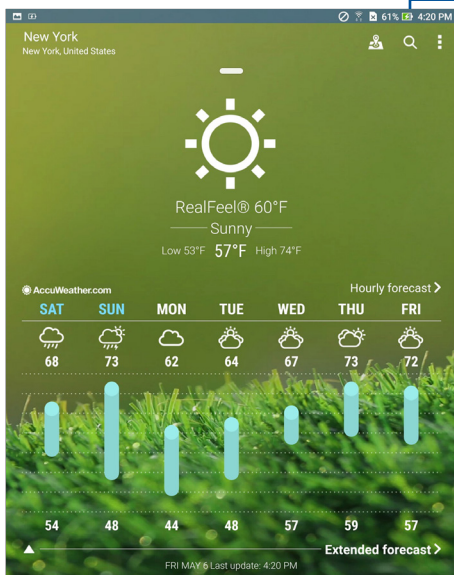 61% 4:20 PM
New York
New York, United States
RealFeel® 60°F
Sunny
Low 53°F 57°F High 74°F
AccuWeather.com Hourly forecast
SAT SUN MON TUE WED THU FRI
68 73 62 64 67 73 72
54 48 44 48 57 59 57
Extended forecast
FRI MAY 6 Last update: 4:20 PM